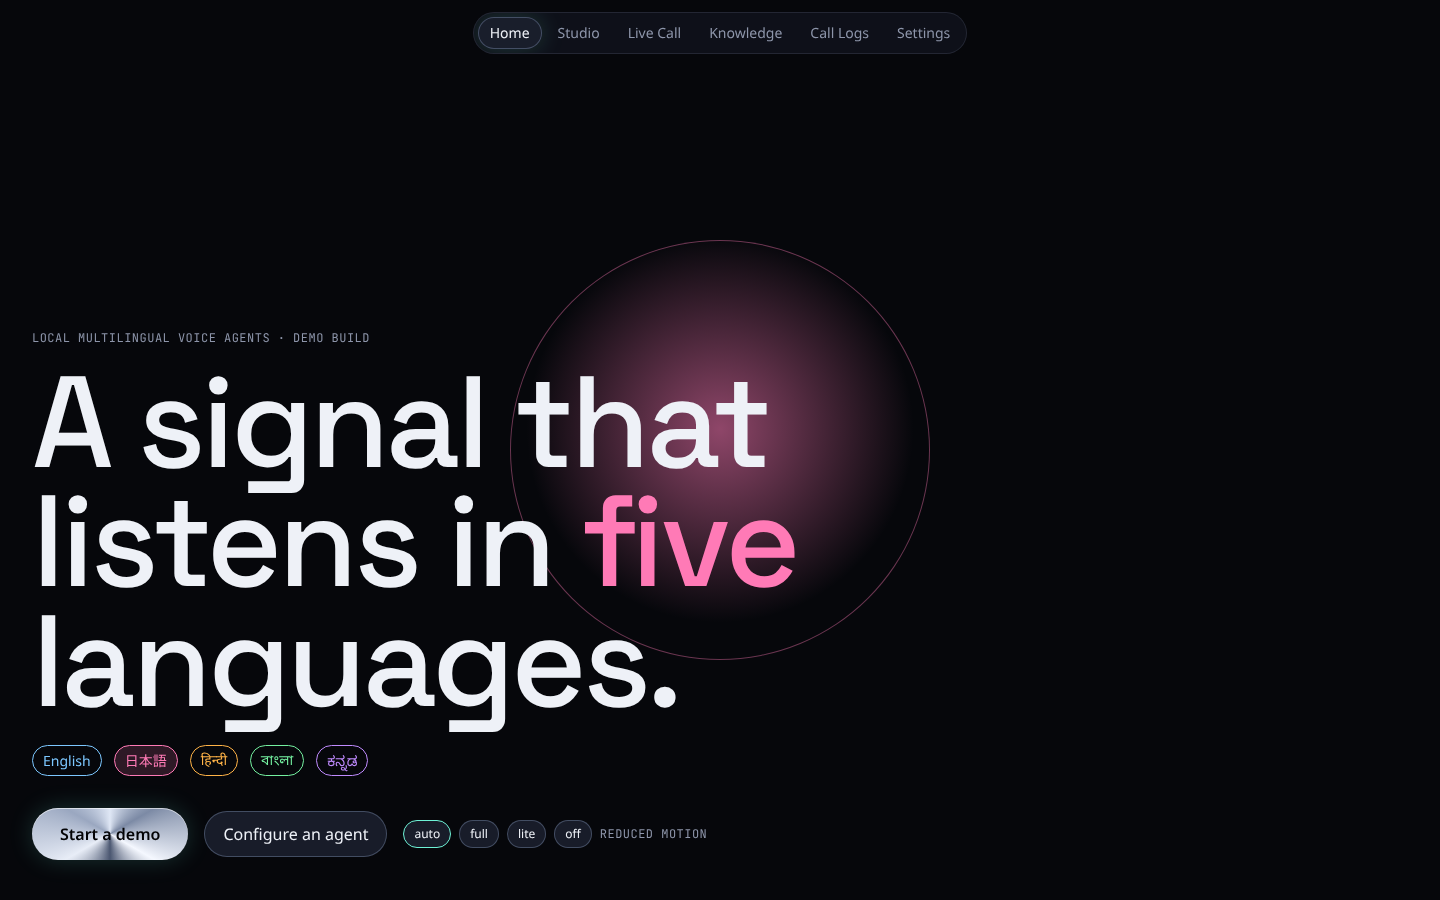 Home Studio Live Call Knowledge Call Logs Settings
LOCAL MULTILINGUAL VOICE AGENTS · DEMO BUILD
A signal that
listens in five
languages.
English 日本語 हिन्दी বাংলা ಕನ್ನಡ
Start a demo Configure an agent auto full lite off REDUCED MOTION